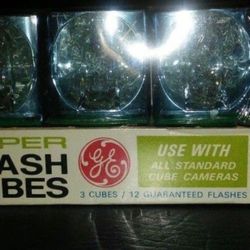 PER
ASH
BES
GE
USE WITH
ALL STANDARD
CUBE CAMERAS
3 CUBES / 12 GUARANTEED FLASHES